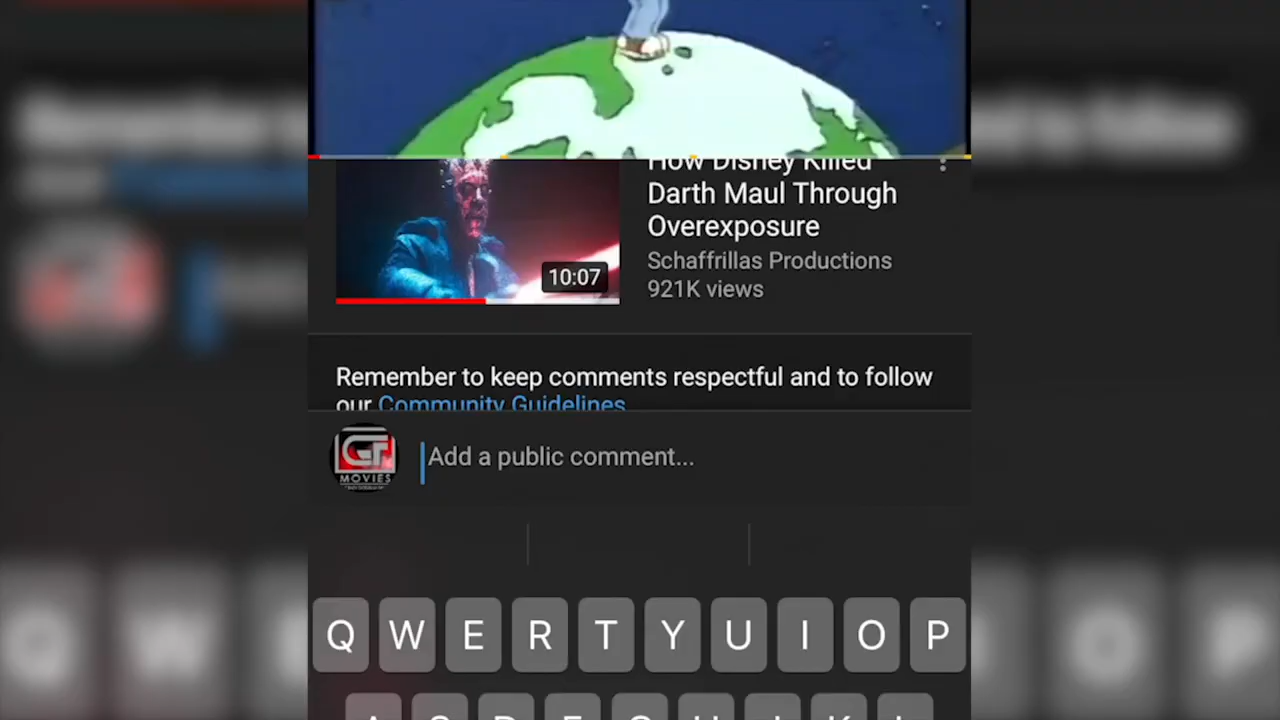 How Disney Killed
Darth Maul Through
Overexposure
10:07
Schaffrillas Productions
921K views
Remember to keep comments respectful and to follow
our Community Guidelines
GF
MOVIES
Add a public comment...
Q W E R T Y U I O P
A S D F G H J K L